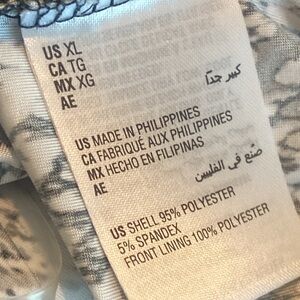 US XL
CA TG
MX XG
AE كبير جداً
US MADE IN PHILIPPINES
CA FABRIQUÉ AUX PHILIPPINES
MX HECHO EN FILIPINAS
AE صنع في الفلبين
US SHELL 95% POLYESTER
5% SPANDEX
FRONT LINING 100% POLYESTER